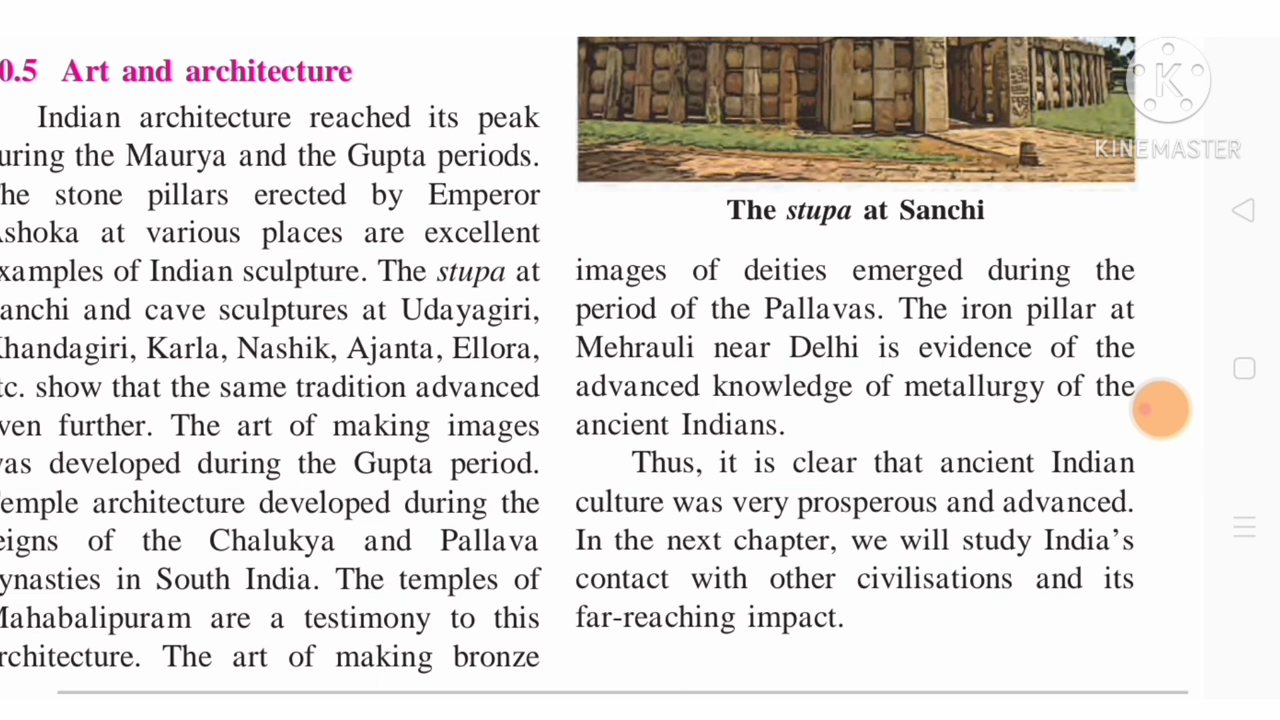 0.5 Art and architecture
Indian architecture reached its peak
uring the Maurya and the Gupta periods.
he stone pillars erected by Emperor
shoka at various places are excellent
xamples of Indian sculpture. The stupa at
anchi and cave sculptures at Udayagiri,
handagiri, Karla, Nashik, Ajanta, Ellora,
tc. show that the same tradition advanced
ven further. The art of making images
as developed during the Gupta period.
emple architecture developed during the
eigns of the Chalukya and Pallava
ynasties in South India. The temples of
Mahabalipuram are a testimony to this
rchitecture. The art of making bronze
The stupa at Sanchi
images of deities emerged during the
period of the Pallavas. The iron pillar at
Mehrauli near Delhi is evidence of the
advanced knowledge of metallurgy of the
ancient Indians.
Thus, it is clear that ancient Indian
culture was very prosperous and advanced.
In the next chapter, we will study India's
contact with other civilisations and its
far-reaching impact.
K
KINEMASTER